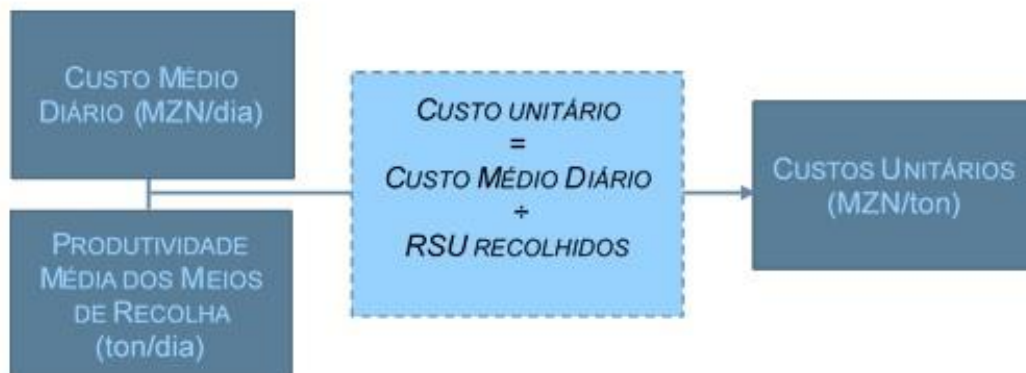 CUSTO MÉDIO
DIÁRIO (MZN/dia)
PRODUTIVIDADE
MÉDIA DOS MEIOS
DE RECOLHA
(ton/dia)
CUSTO UNITÁRIO
=
CUSTO MÉDIO DIÁRIO
÷
RSU RECOLHIDOS
CUSTOS UNITÁRIOS
(MZN/ton)